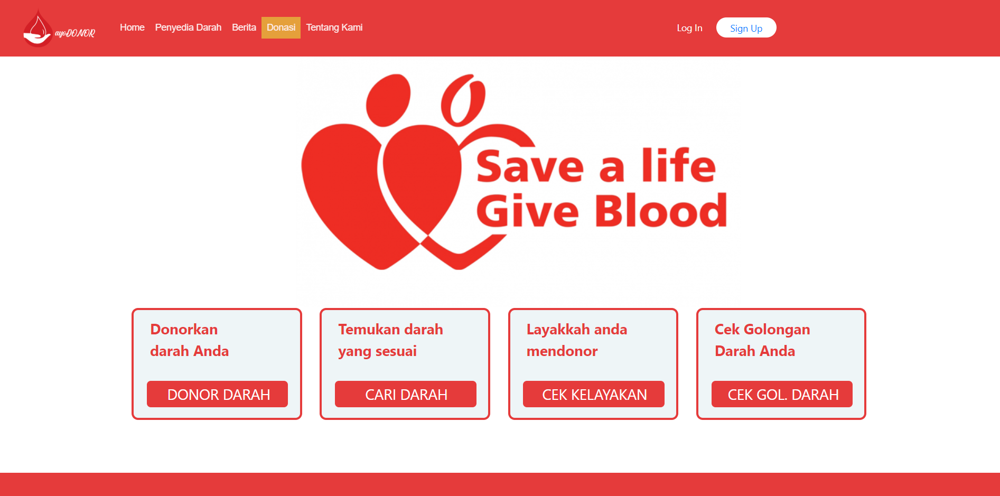 ayoDONOR
Home Penyedia Darah Berita Donasi Tentang Kami Log In Sign Up
Save a life
Give Blood
Donorkan
darah Anda
DONOR DARAH
Temukan darah
yang sesuai
CARI DARAH
Layakkah anda
mendonor
CEK KELAYAKAN
Cek Golongan
Darah Anda
CEK GOL. DARAH